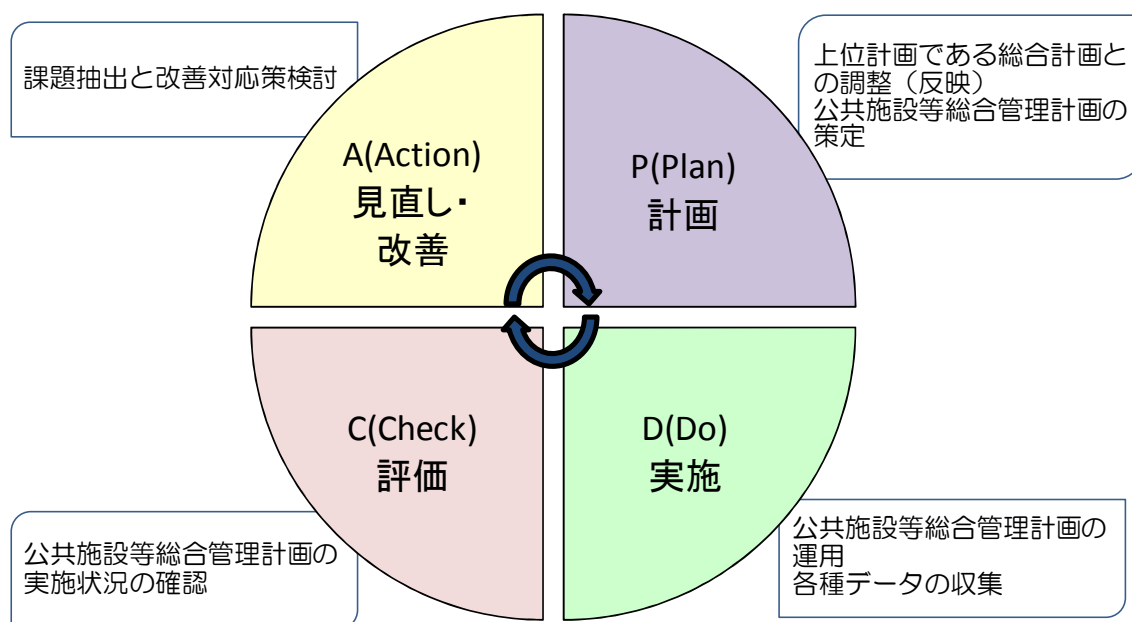 課題抽出と改善対応策検討
上位計画である総合計画と
の調整（反映）
公共施設等総合管理計画の
策定
A(Action)
見直し・
改善
P(Plan)
計画
C(Check)
評価
D(Do)
実施
公共施設等総合管理計画の
実施状況の確認
公共施設等総合管理計画の
運用
各種データの収集